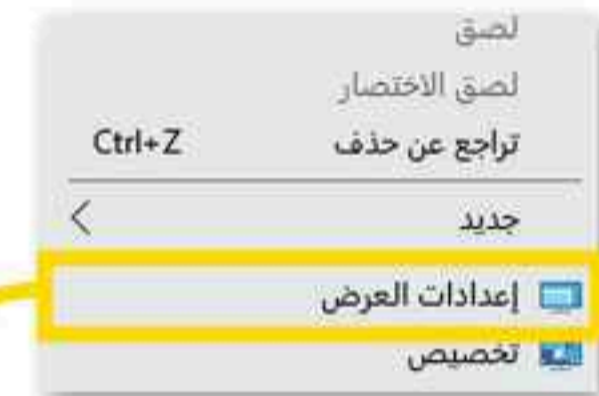 لصق
لصق الاختصار
تراجع عن حذف Ctrl+Z
جديد
إعدادات العرض
تخصيص